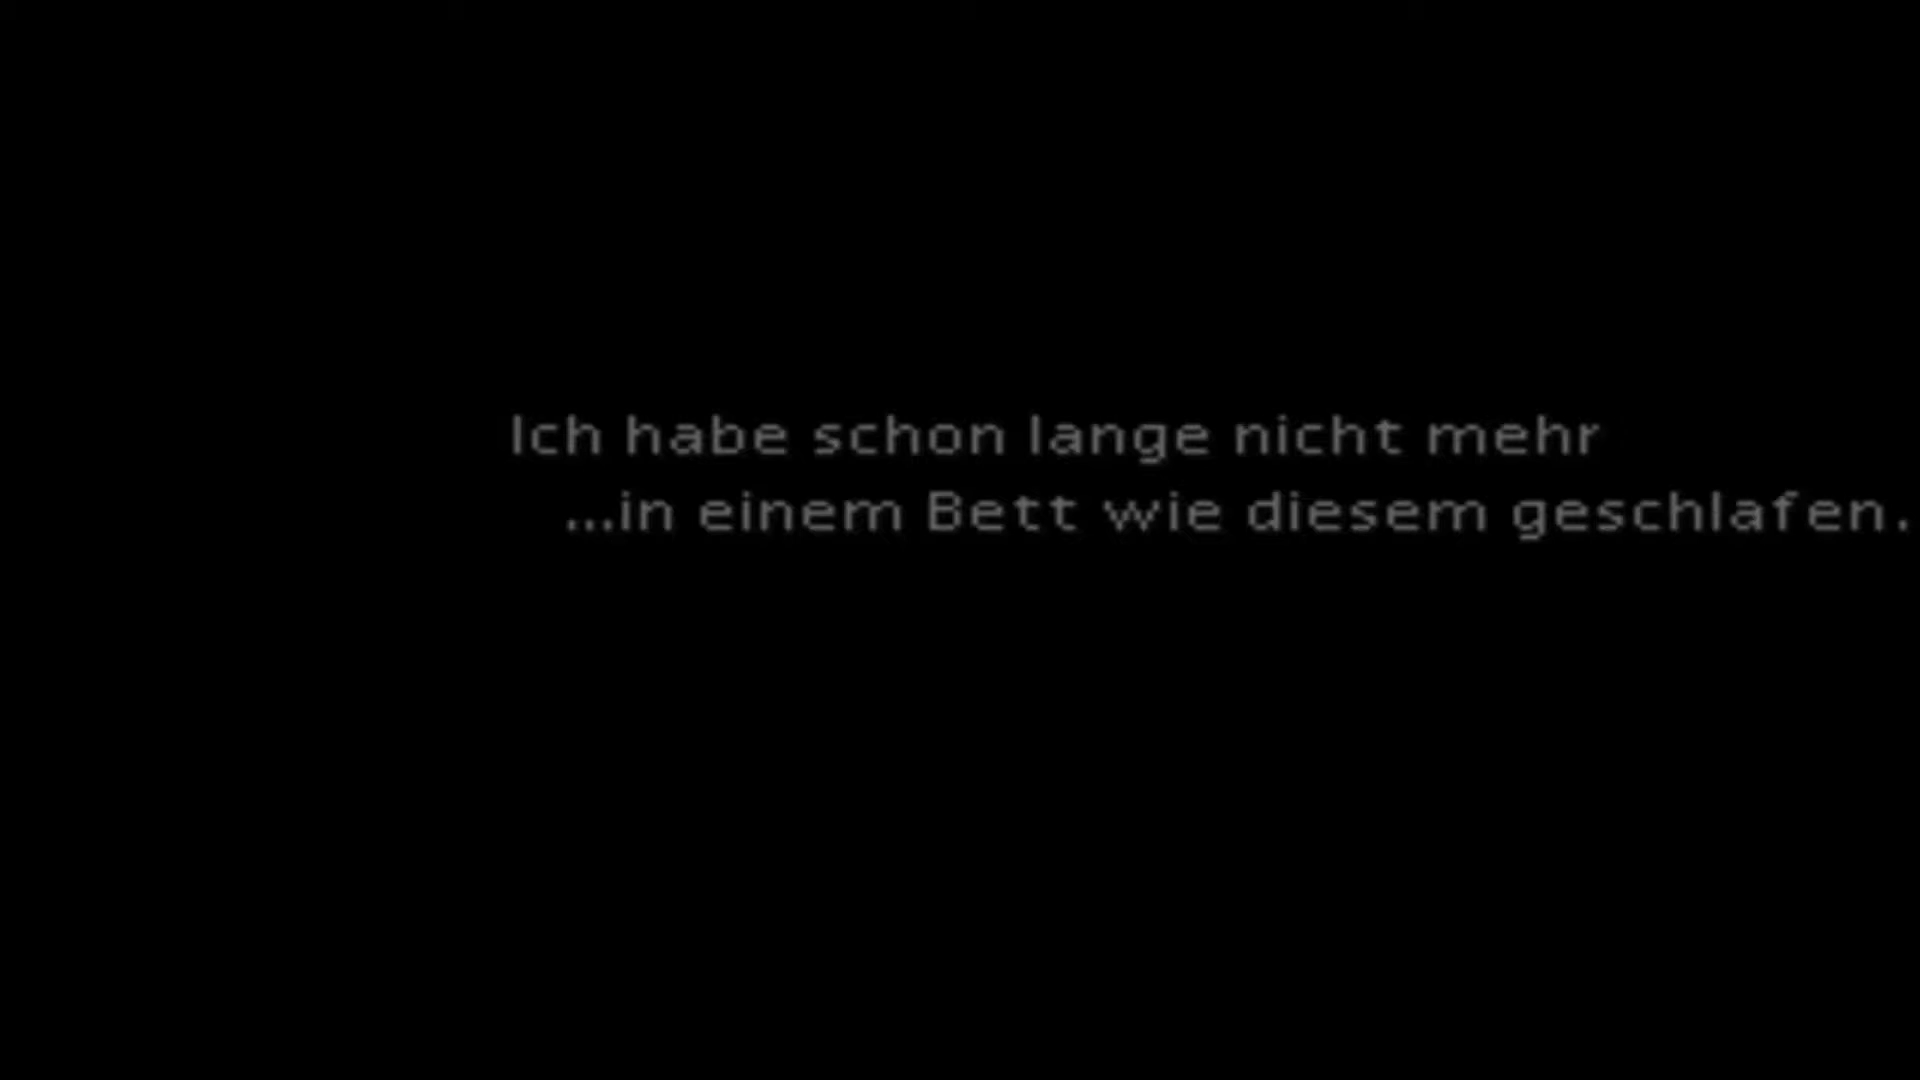 Ich habe schon lange nicht mehr
...in einem Bett wie diesem geschlafen.